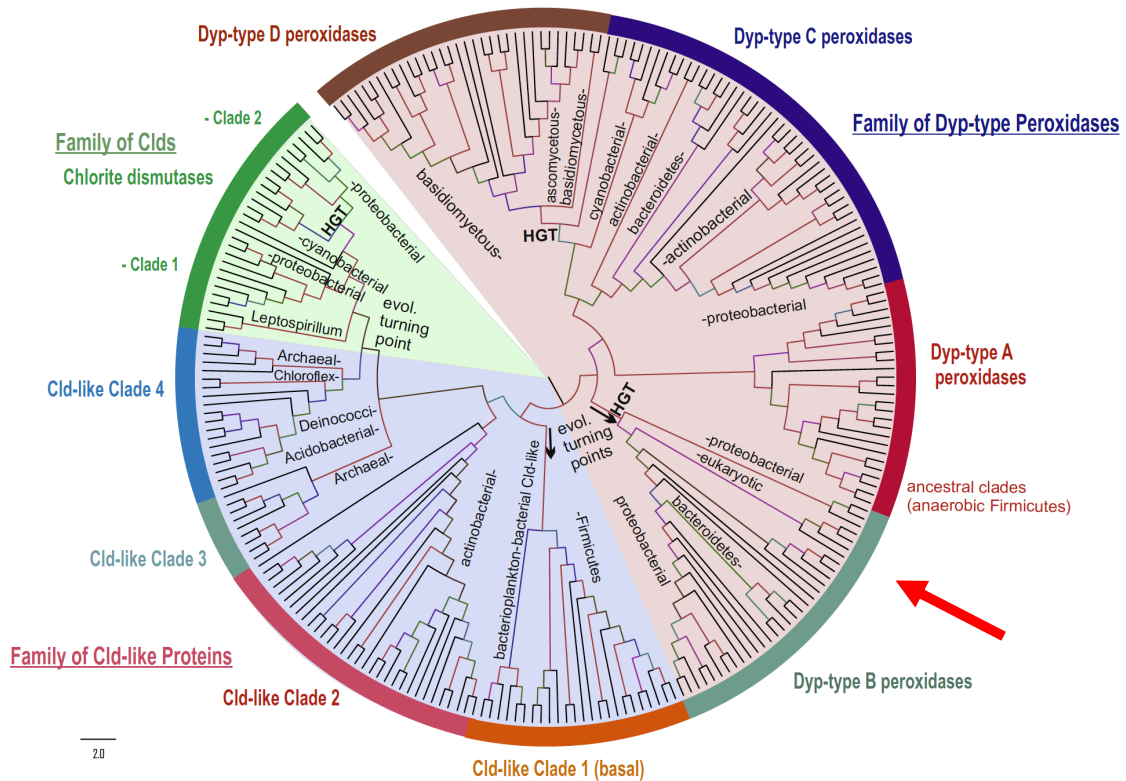 Dyp-type D peroxidases
Dyp-type C peroxidases
- Clade 2
Family of Clds
Chlorite dismutases
Family of Dyp-type Peroxidases
basidiomyetous-
ascomycetous-
basidiomycetous-
cyanobacterial-
actinobacterial-
bacteroidetes-
-actinobacterial
HGT
-proteobacterial
HGT
-cyanobacterial
-proteobacterial
- Clade 1
Leptospirillum
evol.
turning
point
-proteobacterial
Dyp-type A
peroxidases
Archaeal-
Chloroflex-
Cld-like Clade 4
Deinococci-
Acidobacterial-
Archaeal-
HGT
evol.
turning
points
-proteobacterial
-eukaryotic
ancestral clades
(anaerobic Firmicutes)
bacteroidetes-
proteobacterial
-Firmicutes
bacterioplankton-bacterial Cld-like
actinobacterial-
Cld-like Clade 3
Family of Cld-like Proteins
Cld-like Clade 2
Dyp-type B peroxidases
Cld-like Clade 1 (basal)
2.0